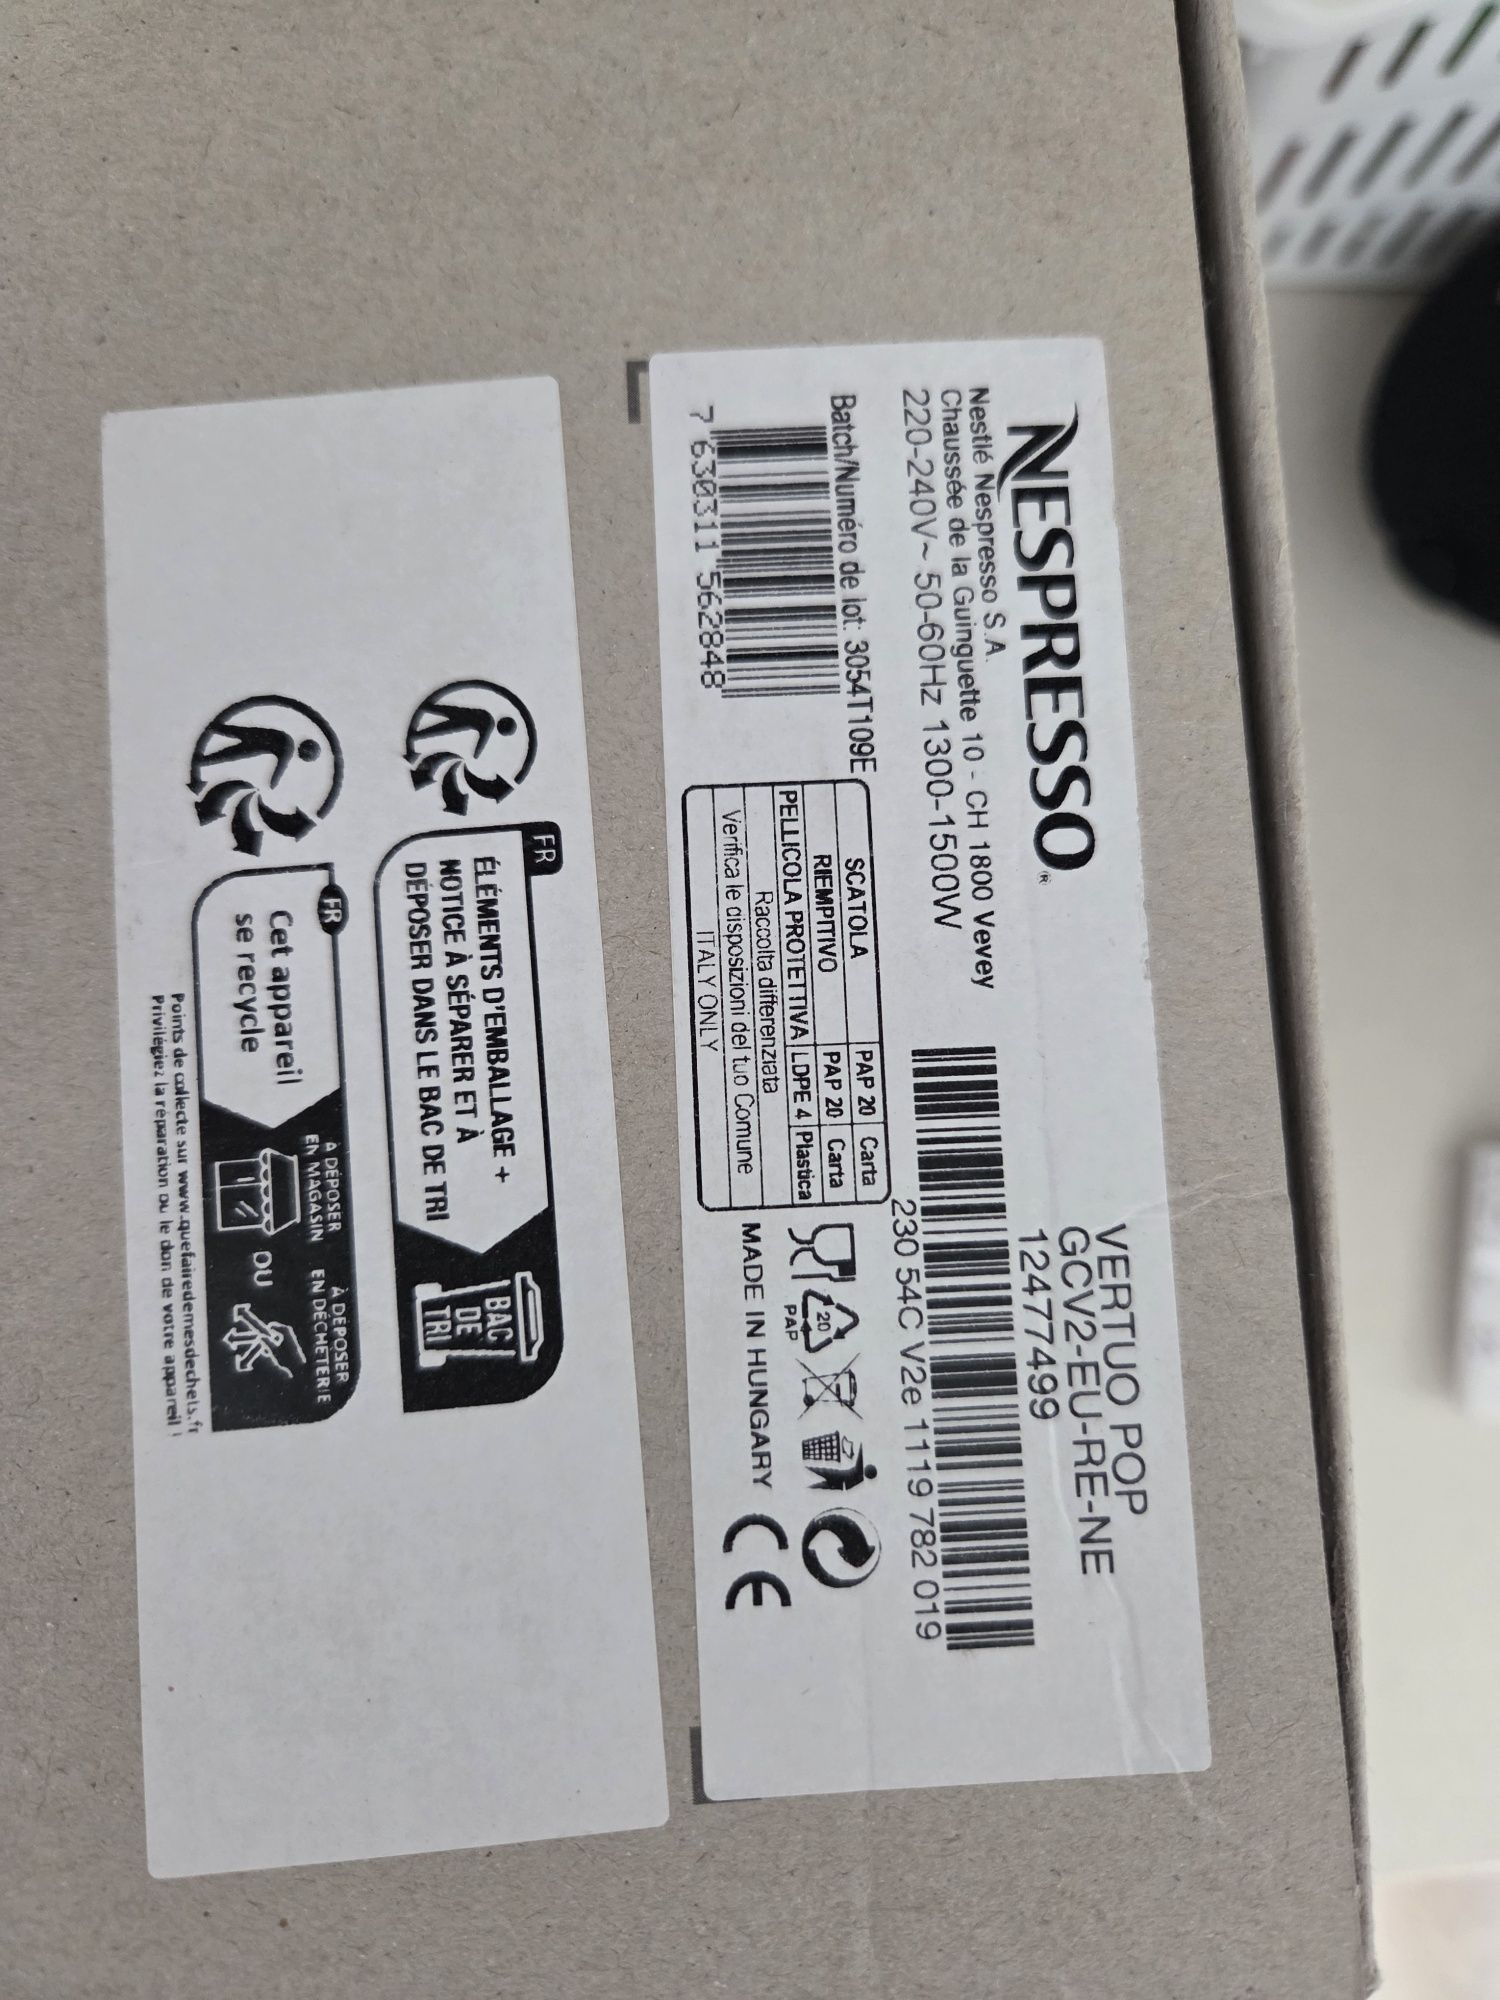 NESPRESSO®
Nestlé Nespresso S.A.
Chaussée de la Guinguette 10 - CH 1800 Vevey
220-240V~ 50-60Hz 1300-1500W
VERTUO POP
GCV2-EU-RE-NE
12477499
230 54C V2e 1119 782 019
Batch/Numéro de lot: 3054T109E
7 630311 562848
SCATOLA PAP 20 Carta
RIEMPITIVO PAP 20 Carta
PELLICOLA PROTETTIVA LDPE 4 Plastica
Raccolta differenziata
Verifica le disposizioni del tuo Comune
ITALY ONLY
20
PAP
MADE IN HUNGARY
CE
FR
ÉLÉMENTS D'EMBALLAGE +
NOTICE À SÉPARER ET À
DÉPOSER DANS LE BAC DE TRI
BAC
DE
TRI
FR
Cet appareil
se recycle
À DÉPOSER
EN MAGASIN
OU
À DÉPOSER
EN DÉCHÈTERIE
Points de collecte sur www.quefairedemesdechets.fr
Privilégiez la réparation ou le don de votre appareil !